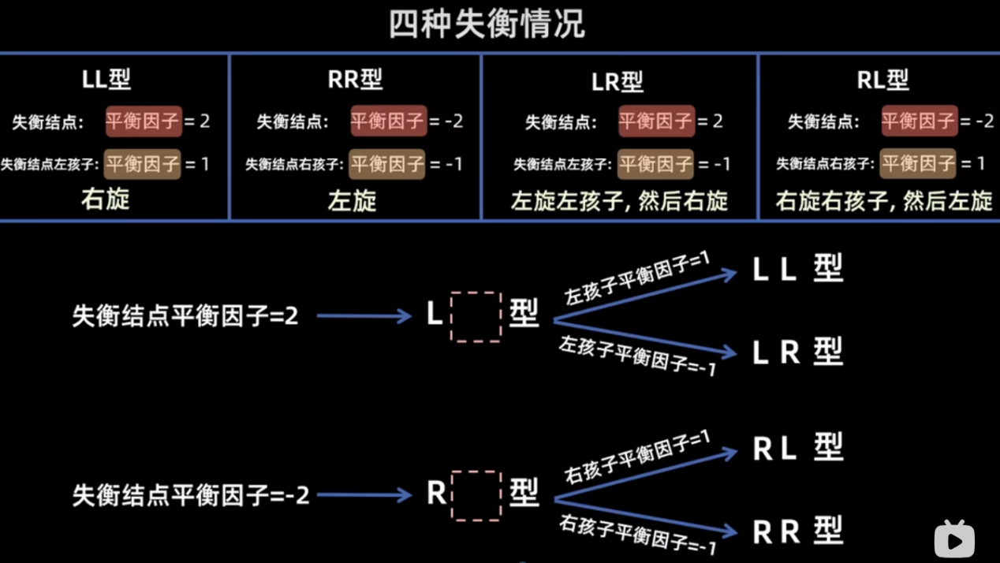 四种失衡情况
LL型
失衡结点: 平衡因子 = 2
失衡结点左孩子: 平衡因子 = 1
右旋
RR型
失衡结点: 平衡因子 = -2
失衡结点右孩子: 平衡因子 = -1
左旋
LR型
失衡结点: 平衡因子 = 2
失衡结点左孩子: 平衡因子 = -1
左旋左孩子, 然后右旋
RL型
失衡结点: 平衡因子 = -2
失衡结点右孩子: 平衡因子 = 1
右旋右孩子, 然后左旋
失衡结点平衡因子=2
L 型
左孩子平衡因子=1
L L 型
左孩子平衡因子=-1
L R 型
失衡结点平衡因子=-2
R 型
右孩子平衡因子=1
R L 型
右孩子平衡因子=-1
R R 型